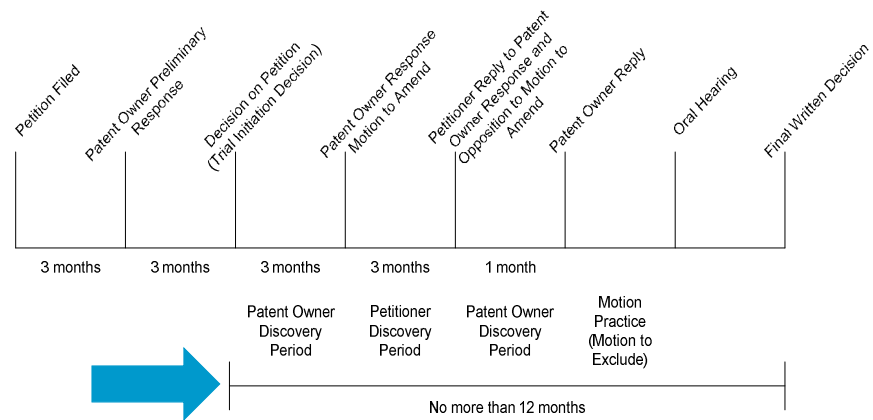 Petition Filed
Patent Owner Preliminary
Response
Decision on Petition
(Trial Initiation Decision)
Patent Owner Response
Motion to Amend
Petitioner Reply to Patent
Owner Response and
Opposition to Motion to
Amend
Patent Owner Reply
Oral Hearing
Final Written Decision
3 months
3 months
3 months
3 months
1 month
Patent Owner
Discovery
Period
Petitioner
Discovery
Period
Patent Owner
Discovery
Period
Motion
Practice
(Motion to
Exclude)
No more than 12 months